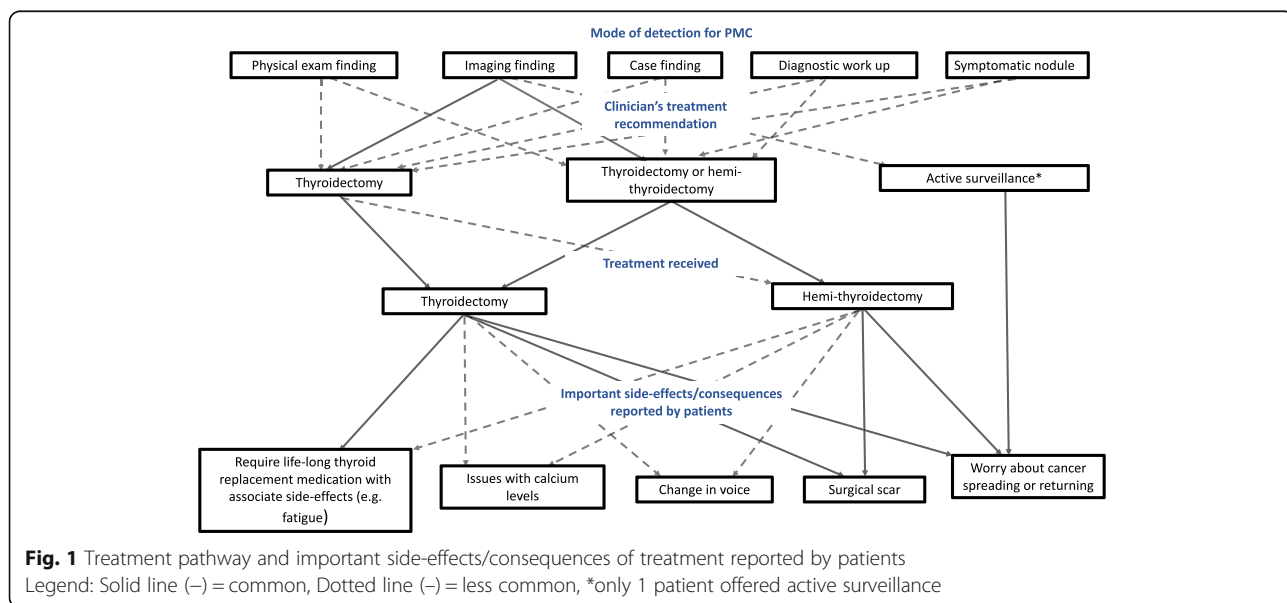 Mode of detection for PMC
Physical exam finding
Imaging finding
Case finding
Diagnostic work up
Symptomatic nodule
Clinician's treatment
recommendation
Thyroidectomy
Thyroidectomy or hemi-
thyroidectomy
Active surveillance*
Treatment received
Thyroidectomy
Hemi-thyroidectomy
Important side-effects/consequences
reported by patients
Require life-long thyroid
replacement medication with
associate side-effects (e.g.
fatigue)
Issues with calcium
levels
Change in voice
Surgical scar
Worry about cancer
spreading or returning
Fig. 1 Treatment pathway and important side-effects/consequences of treatment reported by patients
Legend: Solid line (−) = common, Dotted line (–) = less common, *only 1 patient offered active surveillance